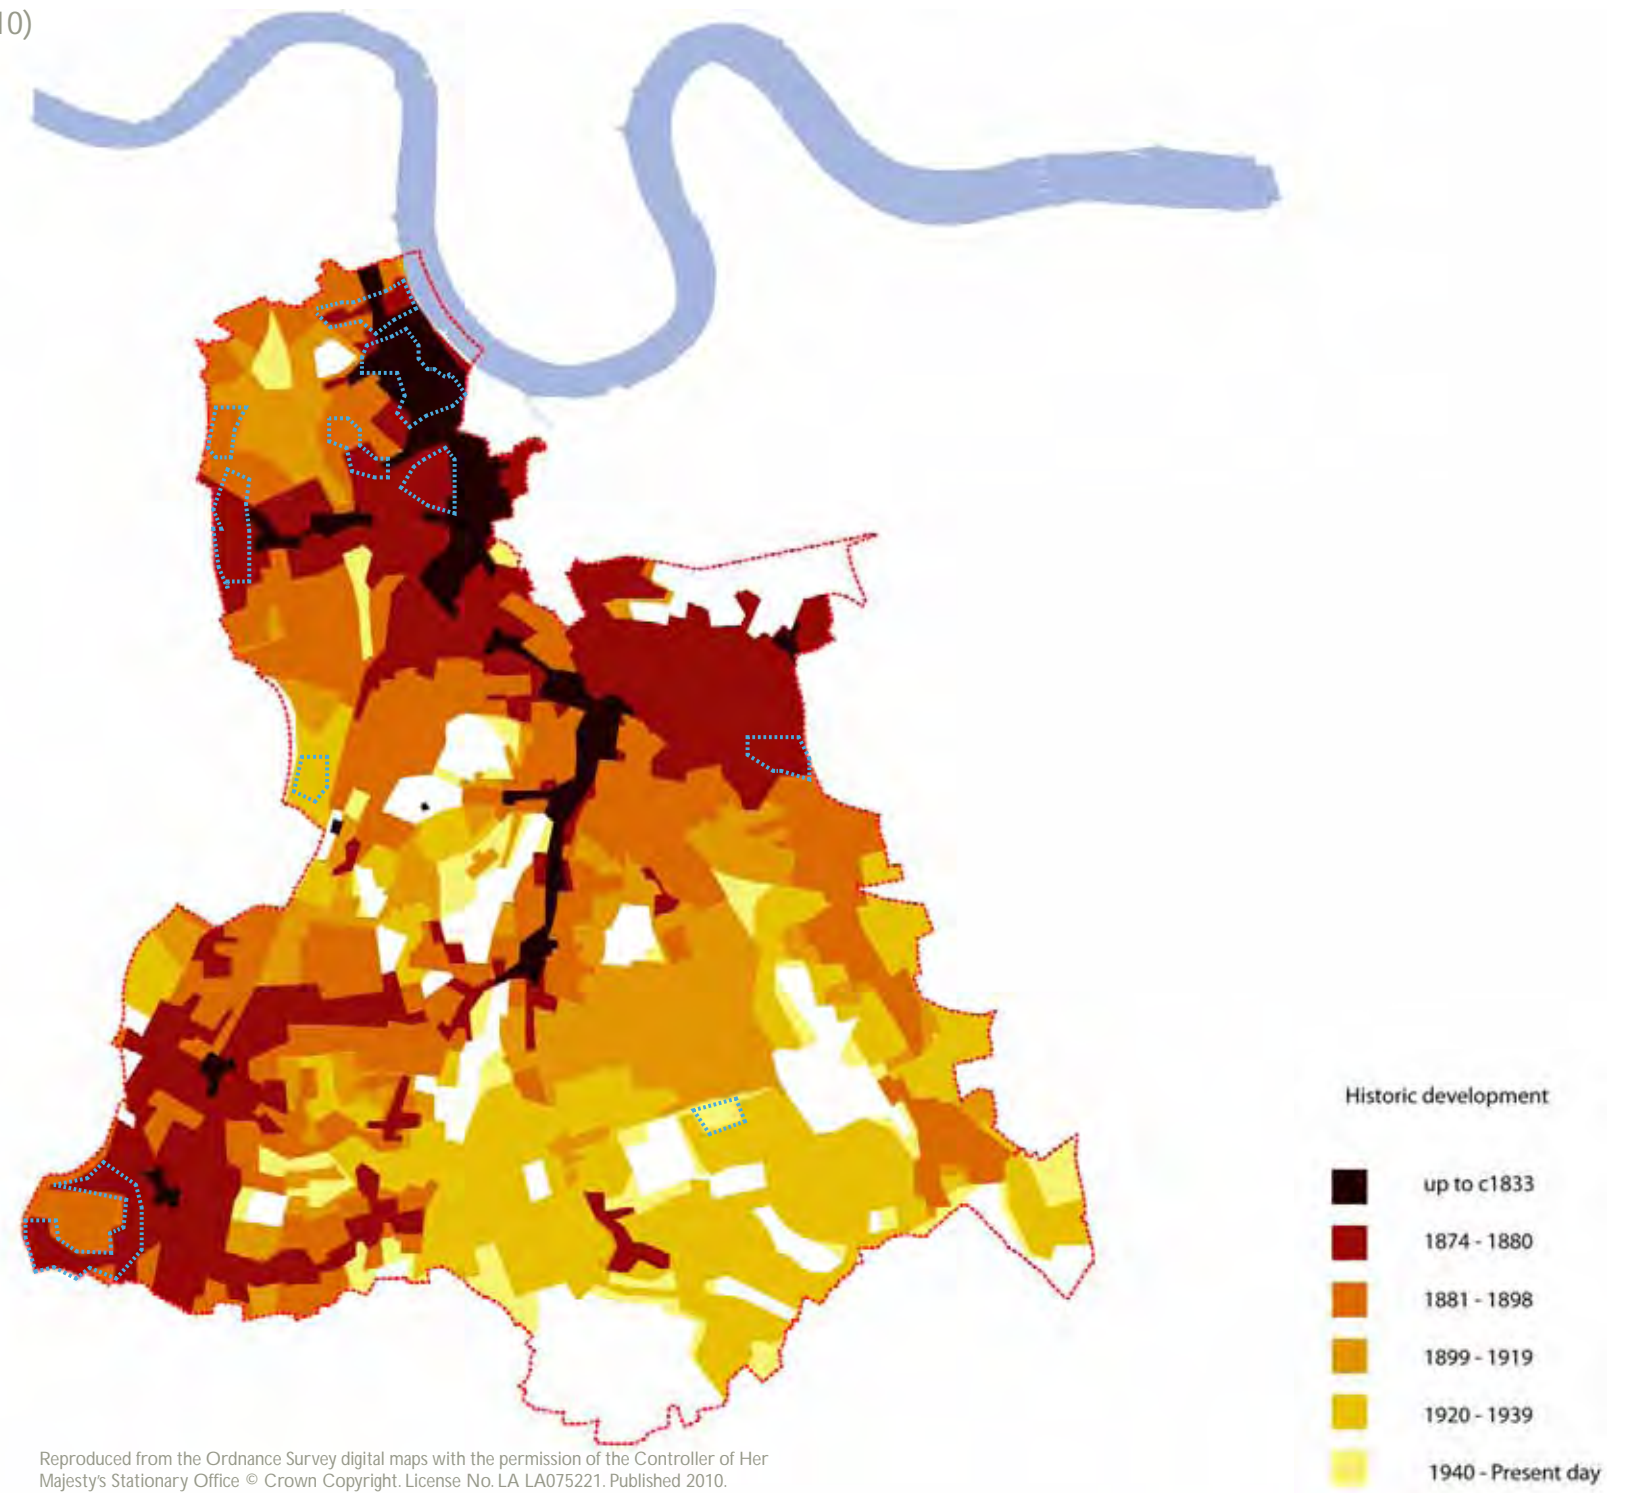 10)
Historic development
up to c1833
1874 - 1880
1881 - 1898
1899 - 1919
1920 - 1939
1940 - Present day
Reproduced from the Ordnance Survey digital maps with the permission of the Controller of Her
Majesty's Stationary Office © Crown Copyright. License No. LA LA075221. Published 2010.